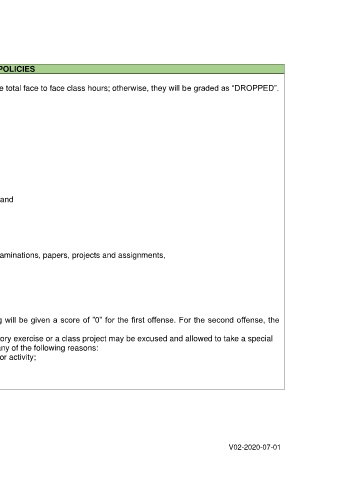 POLICIES
e total face to face class hours; otherwise, they will be graded as “DROPPED”.
and
aminations, papers, projects and assignments,
g will be given a score of “0” for the first offense. For the second offense, the
ory exercise or a class project may be excused and allowed to take a special
ny of the following reasons:
or activity;
V02-2020-07-01